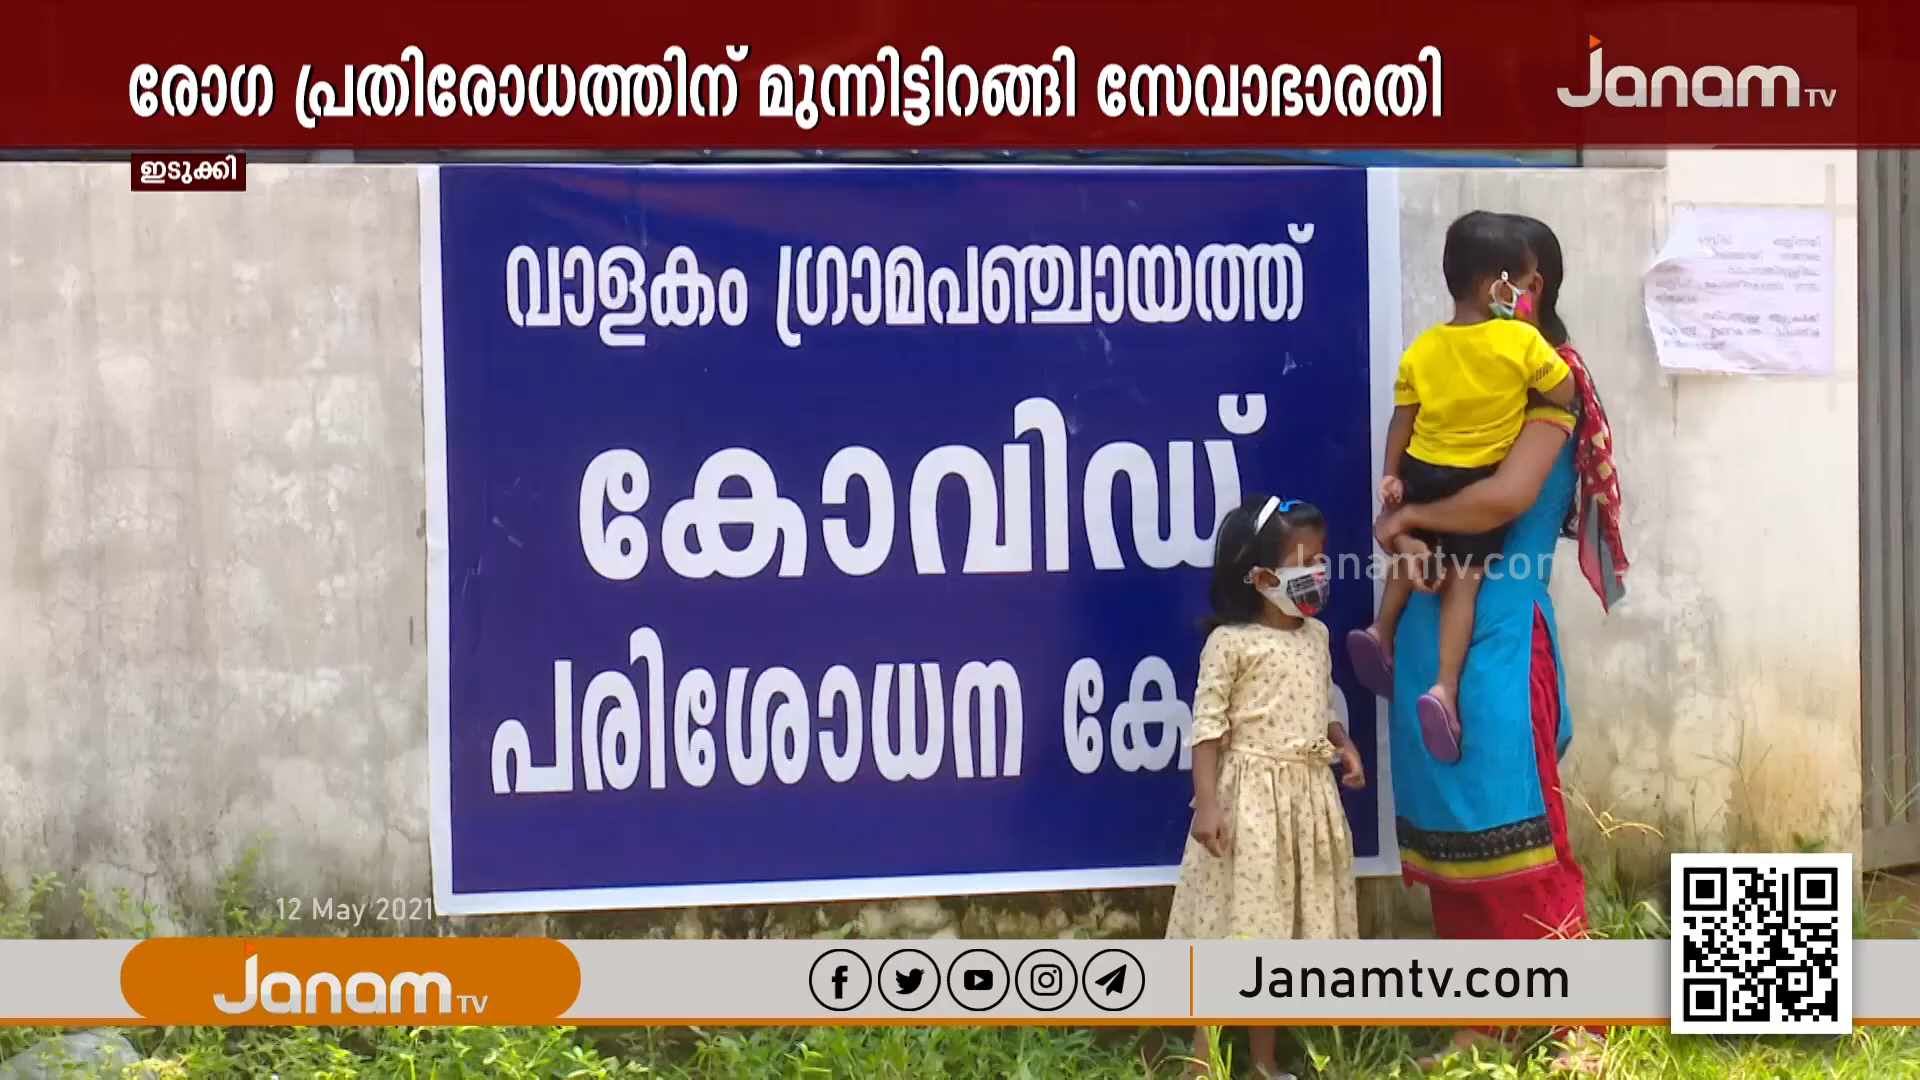 രോഗ പ്രതിരോധത്തിന് മുന്നിട്ടിറങ്ങി സേവാഭാരതി
Janam TV
ഇടുക്കി
വാളകം ഗ്രാമപഞ്ചായത്ത്
കോവിഡ്
പരിശോധന
Janamtv.com
12 May 2021
Janam TV
Janamtv.com